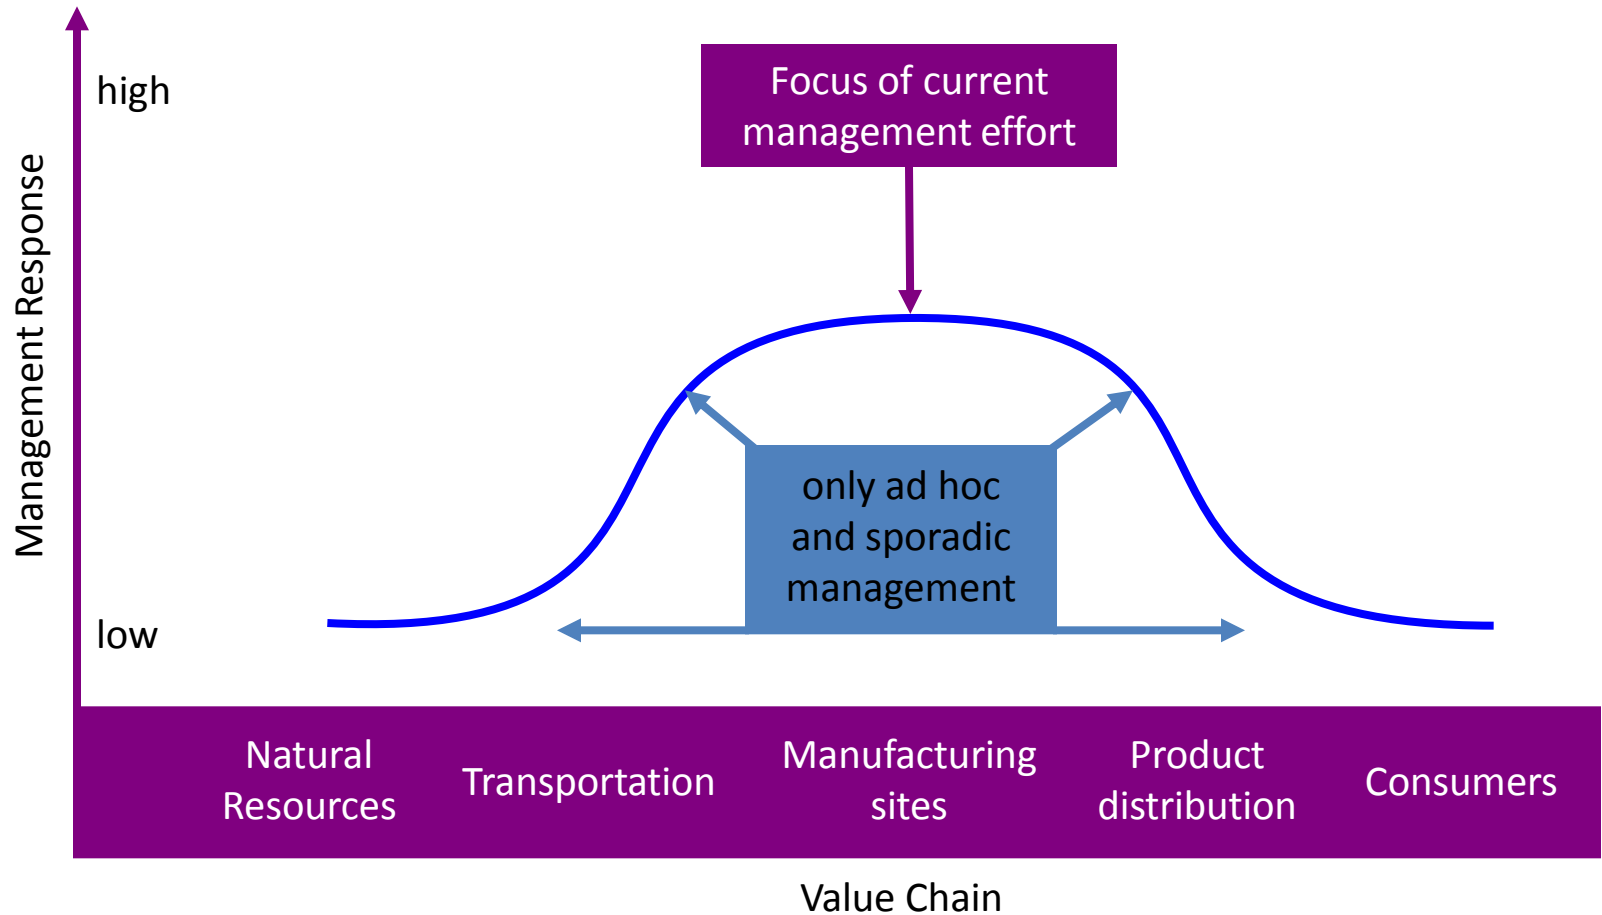 high
Focus of current
management effort
Management Response
only ad hoc
and sporadic
management
low
Natural
Resources
Transportation
Manufacturing
sites
Product
distribution
Consumers
Value Chain